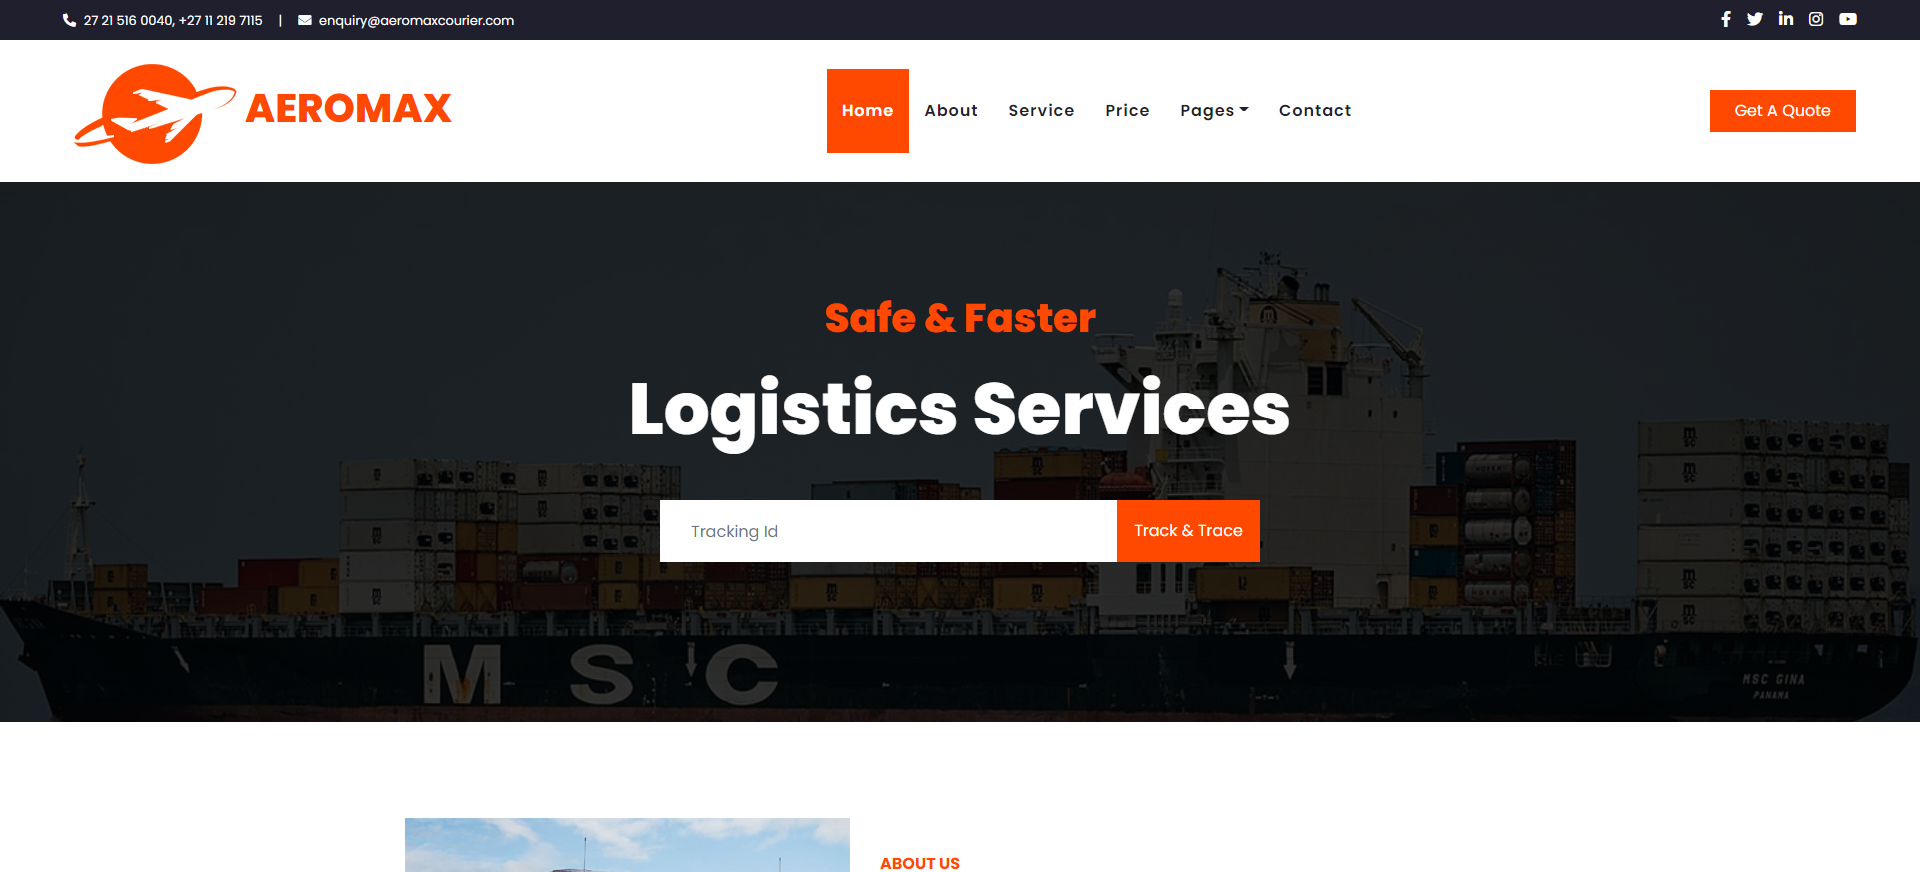 27 21 516 0040, +27 11 219 7115 | enquiry@aeromaxcourier.com
AEROMAX
Home About Service Price Pages Contact
Get A Quote
Safe & Faster
Logistics Services
Tracking Id
Track & Trace
MSC
MSC GINA
PANAMA
ABOUT US